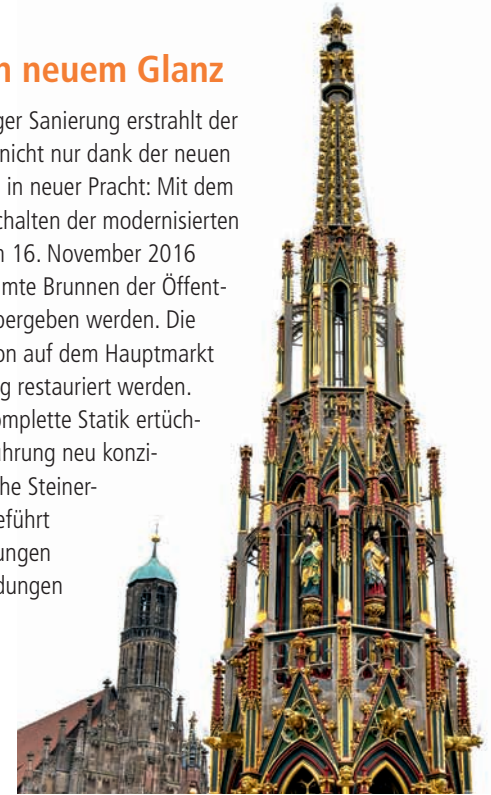 n neuem Glanz
ger Sanierung erstrahlt der
nicht nur dank der neuen
in neuer Pracht: Mit dem
chalten der modernisierten
n 16. November 2016
mte Brunnen der Öffent-
bergeben werden. Die
on auf dem Hauptmarkt
g restauriert werden.
omplette Statik ertüch-
ührung neu konzi-
he Steiner-
eführt
ungen
dungen